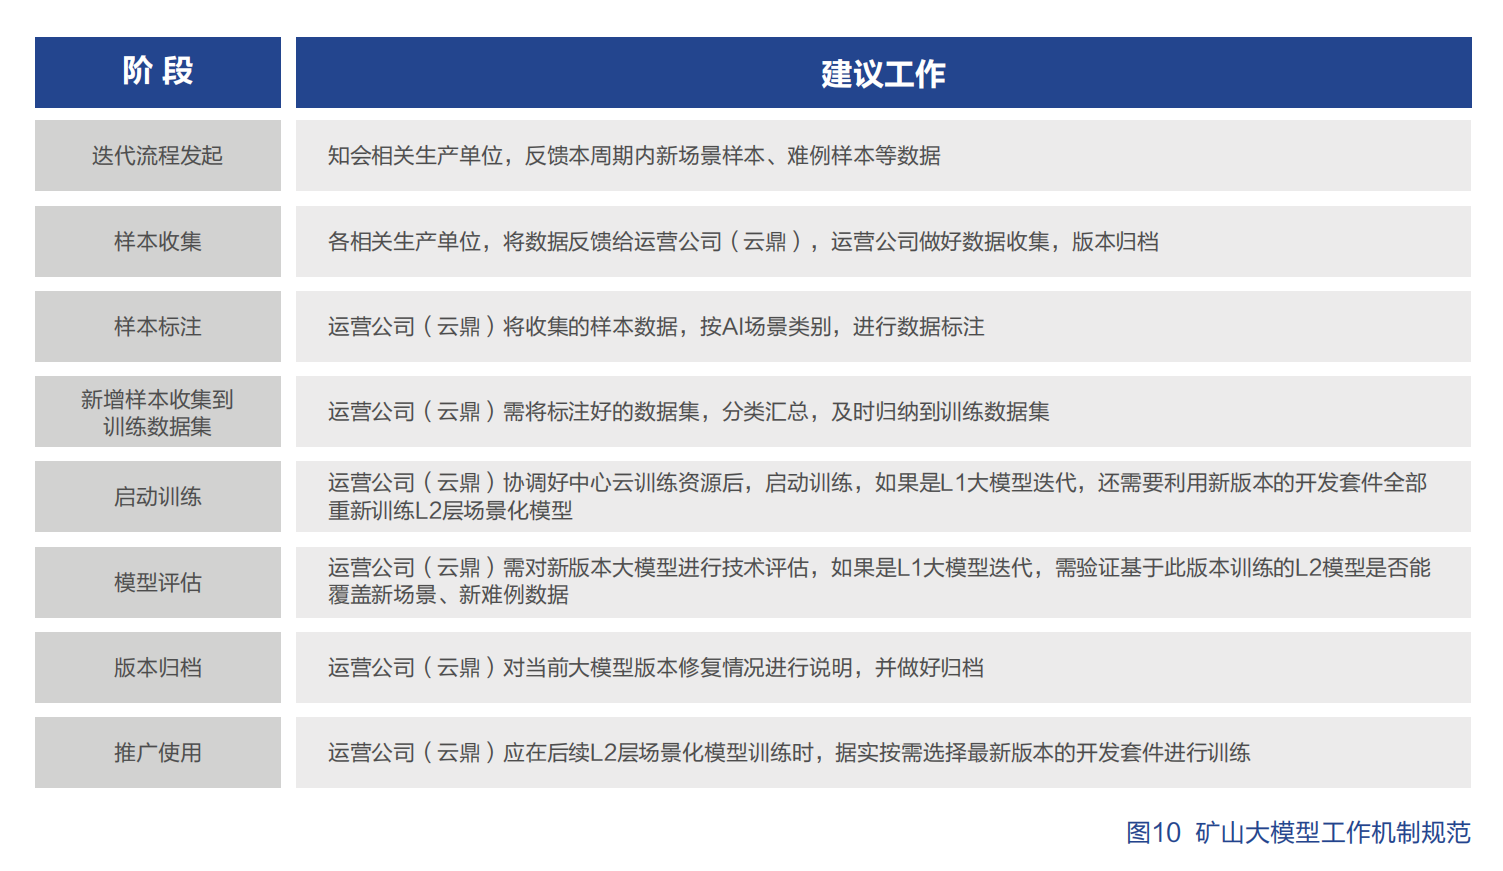 阶 段
建议工作
迭代流程发起
知会相关生产单位，反馈本周期内新场景样本、难例样本等数据
样本收集
各相关生产单位，将数据反馈给运营公司（云鼎），运营公司做好数据收集，版本归档
样本标注
运营公司（云鼎）将收集的样本数据，按AI场景类别，进行数据标注
新增样本收集到
训练数据集
运营公司（云鼎）需将标注好的数据集，分类汇总，及时归纳到训练数据集
启动训练
运营公司（云鼎）协调好中心云训练资源后，启动训练，如果是L1大模型迭代，还需要利用新版本的开发套件全部
重新训练L2层场景化模型
模型评估
运营公司（云鼎）需对新版本大模型进行技术评估，如果是L1大模型迭代，需验证基于此版本训练的L2模型是否能
覆盖新场景、新难例数据
版本归档
运营公司（云鼎）对当前大模型版本修复情况进行说明，并做好归档
推广使用
运营公司（云鼎）应在后续L2层场景化模型训练时，据实按需选择最新版本的开发套件进行训练
图10 矿山大模型工作机制规范